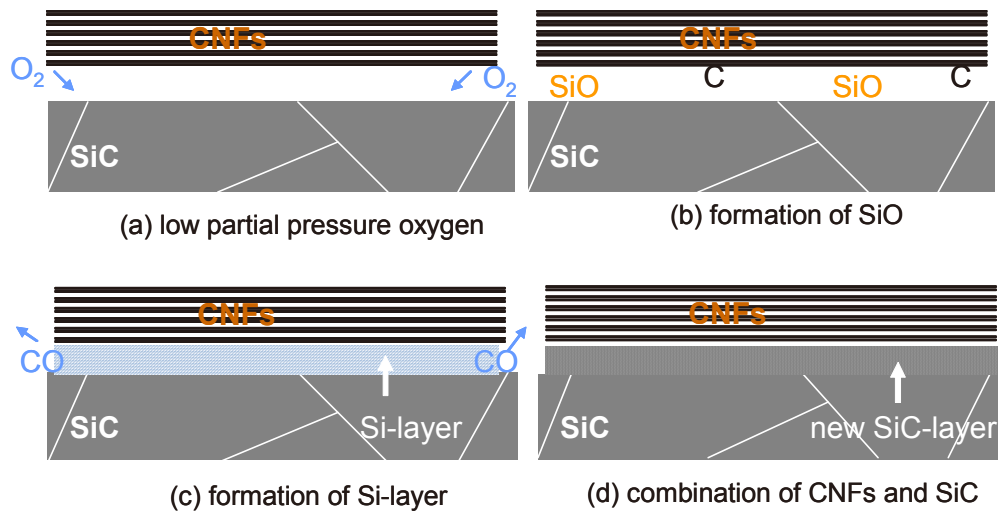 CNFs
O2
O2
SiC
(a) low partial pressure oxygen
CNFs
C
C
SiO
SiO
SiC
(b) formation of SiO
CNFs
CO
CO
Si-layer
SiC
(c) formation of Si-layer
CNFs
new SiC-layer
SiC
(d) combination of CNFs and SiC